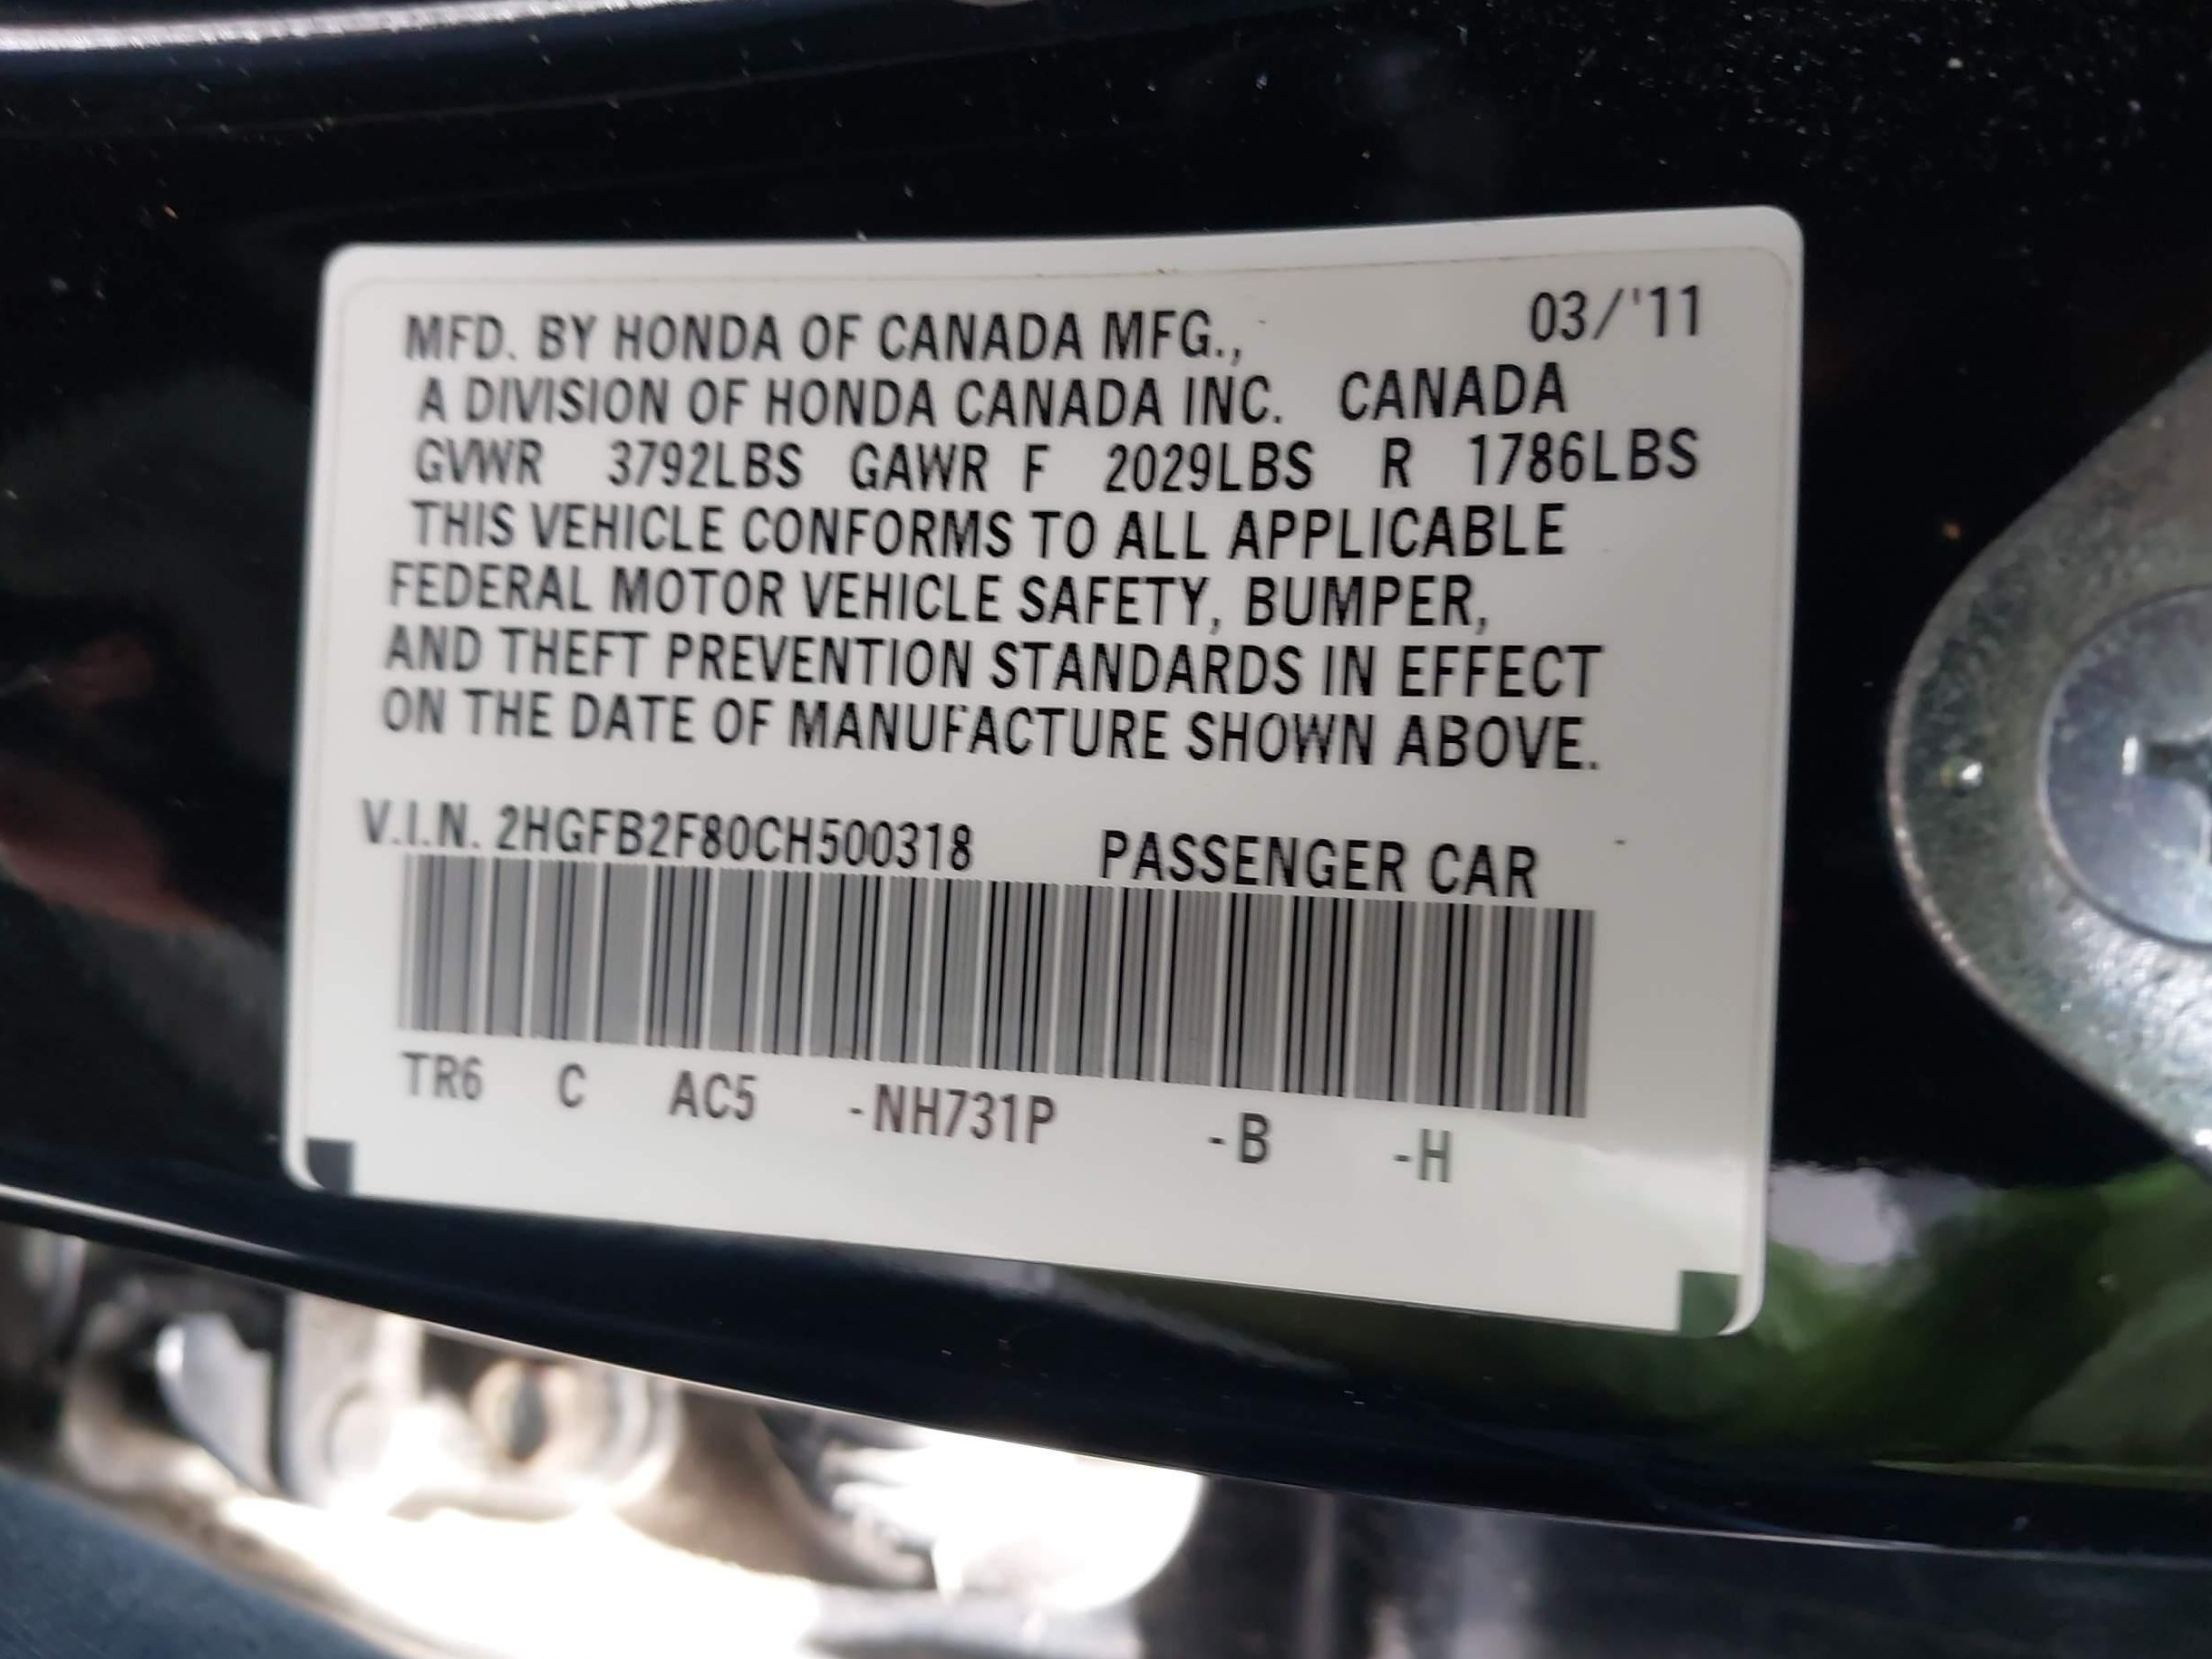 03/'11
MFD. BY HONDA OF CANADA MFG.,
A DIVISION OF HONDA CANADA INC. CANADA
GVWR 3792LBS GAWR F 2029LBS R 1786LBS
THIS VEHICLE CONFORMS TO ALL APPLICABLE
FEDERAL MOTOR VEHICLE SAFETY, BUMPER,
AND THEFT PREVENTION STANDARDS IN EFFECT
ON THE DATE OF MANUFACTURE SHOWN ABOVE.
V.I.N. 2HGFB2F80CH500318 PASSENGER CAR
TR6 C AC5 -NH731P -B -H